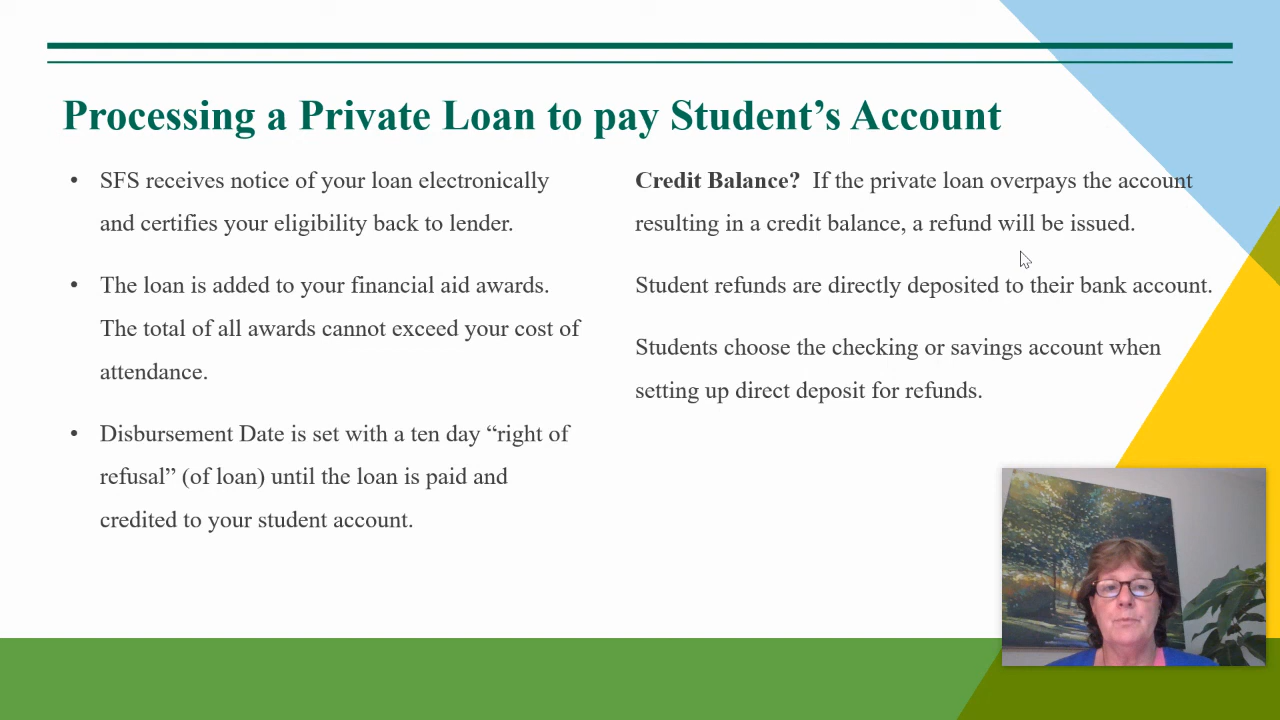 Processing a Private Loan to pay Student’s Account
• SFS receives notice of your loan electronically
and certifies your eligibility back to lender.
• The loan is added to your financial aid awards.
The total of all awards cannot exceed your cost of
attendance.
• Disbursement Date is set with a ten day “right of
refusal” (of loan) until the loan is paid and
credited to your student account.
Credit Balance?  If the private loan overpays the account
resulting in a credit balance, a refund will be issued.
Student refunds are directly deposited to their bank account.
Students choose the checking or savings account when
setting up direct deposit for refunds.